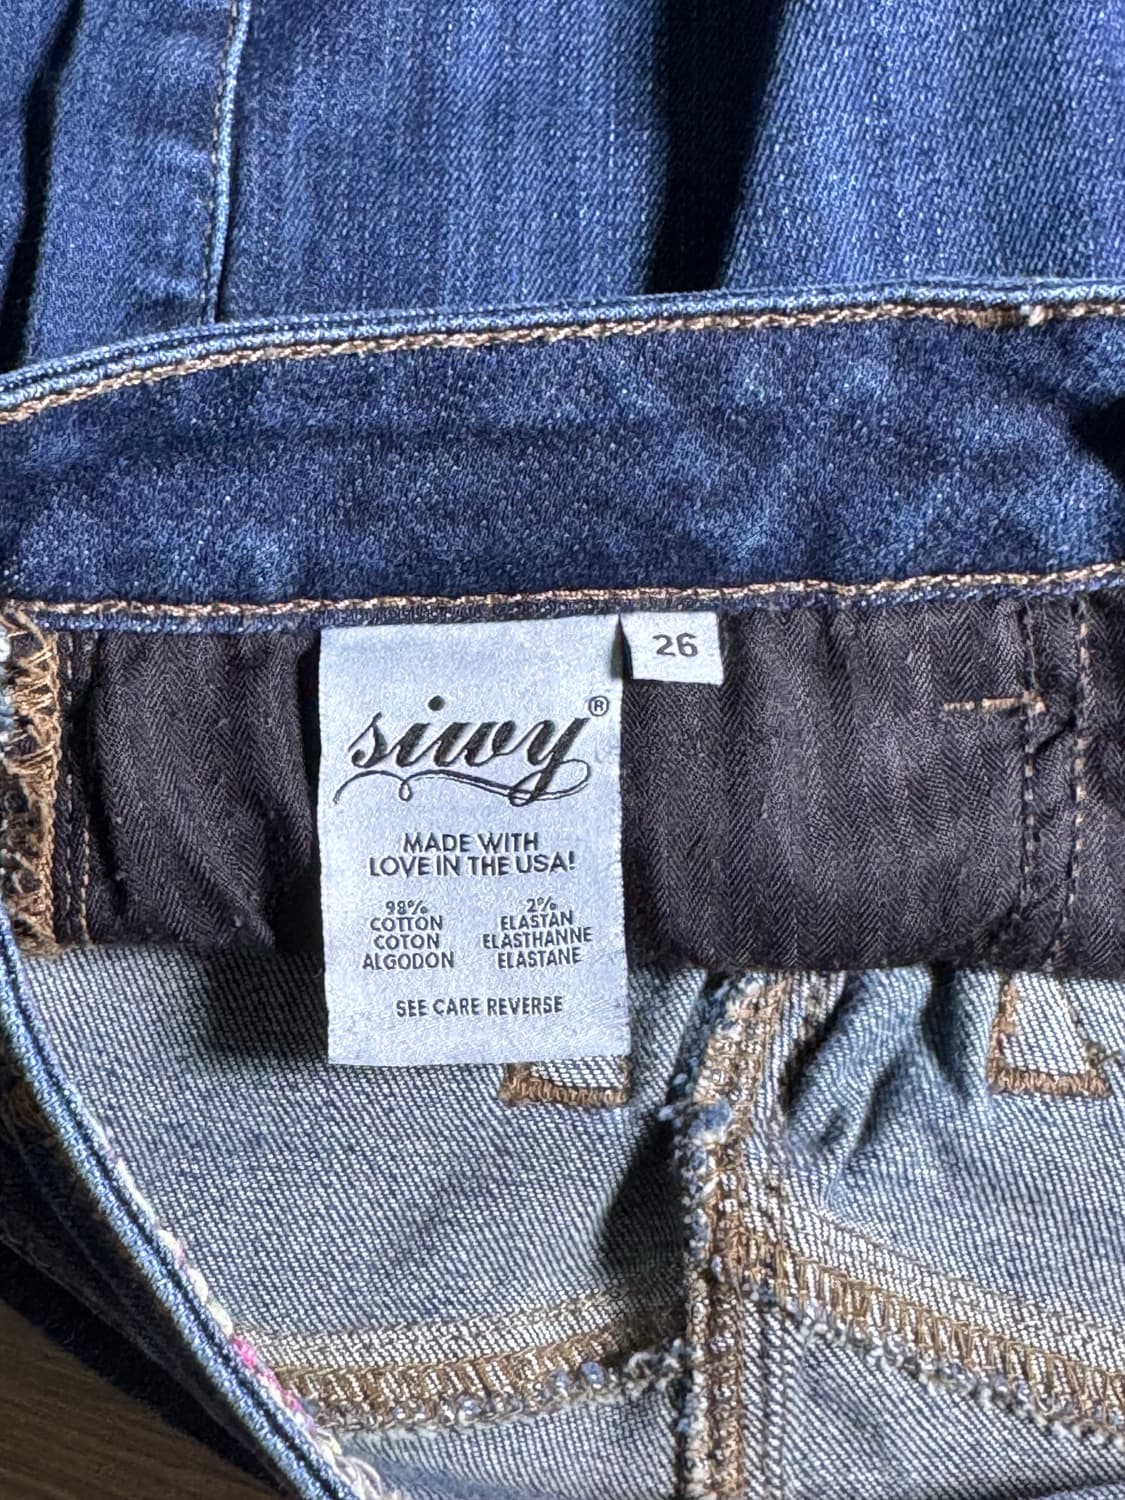 26
siwy®
MADE WITH
LOVE IN THE USA!
98% 2%
COTTON ELASTAN
COTON ELASTHANNE
ALGODON ELASTANE
SEE CARE REVERSE